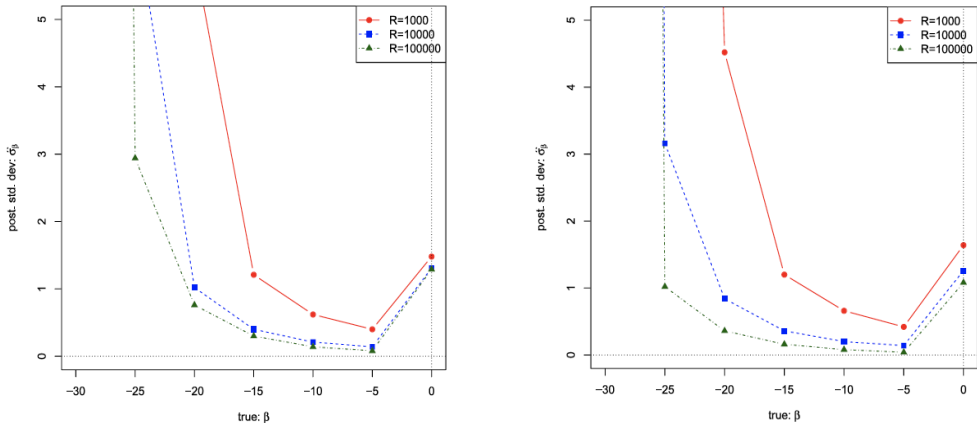 R=1000
R=10000
R=100000
5
4
3
2
1
0
post. std. dev: σ̈β
−30 −25 −20 −15 −10 −5 0
true: β
R=1000
R=10000
R=100000
5
4
3
2
1
0
post. std. dev: σ̈β
−30 −25 −20 −15 −10 −5 0
true: β